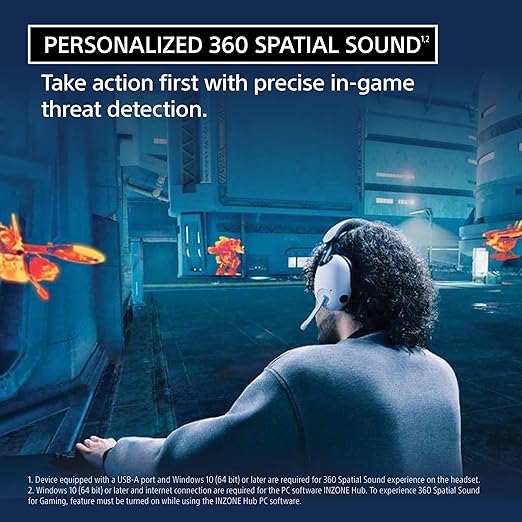 PERSONALIZED 360 SPATIAL SOUND1,2
Take action first with precise in-game
threat detection.
1. Device equipped with a USB-A port and Windows 10 (64 bit) or later are required for 360 Spatial Sound experience on the headset.
2. Windows 10 (64 bit) or later and internet connection are required for the PC software INZONE Hub. To experience 360 Spatial Sound
for Gaming, feature must be turned on while using the INZONE Hub PC software.